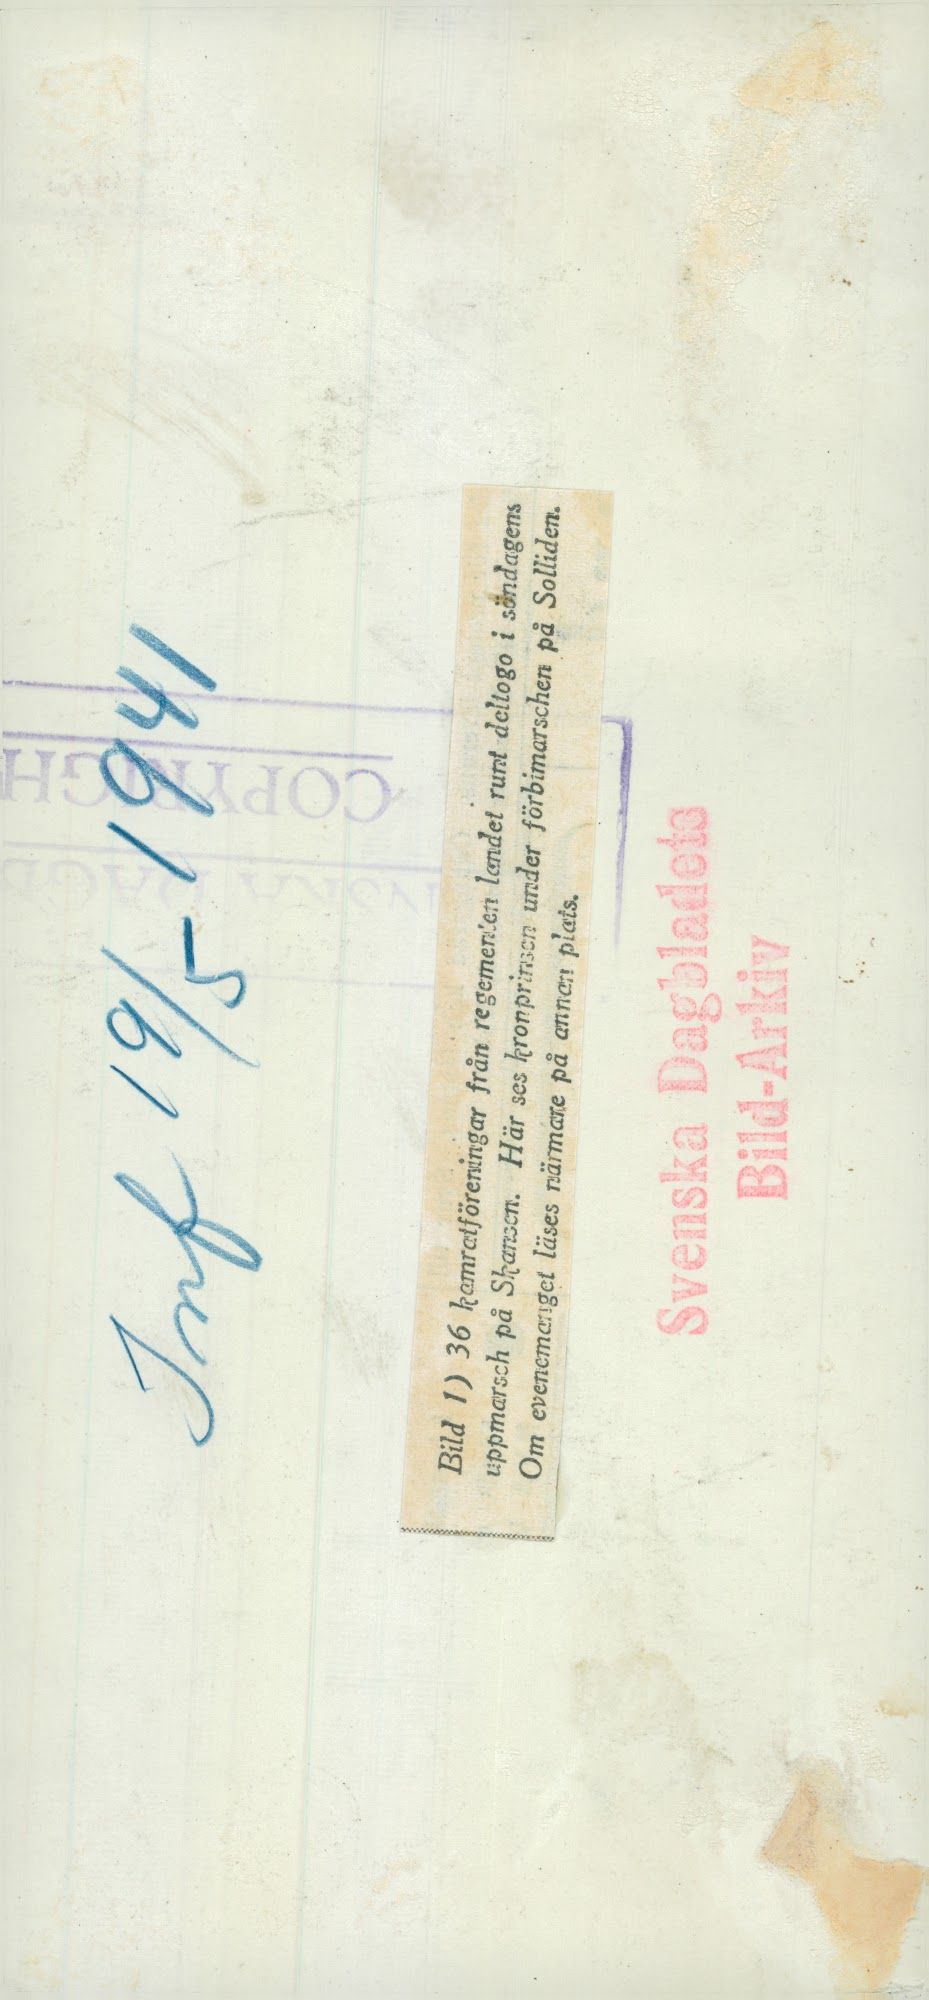 Inf 19/5-1941
COPYRIGH
Bild 1) 36 kamratföreningar från regementen landet runt deltogo i söndagens
uppmarsch på Skansen. Här ses kronprinsen under förbimarschen på Solliden.
Om evenemanget läses närmare på annan plats.
Svenska Dagbladets
Bild-Arkiv